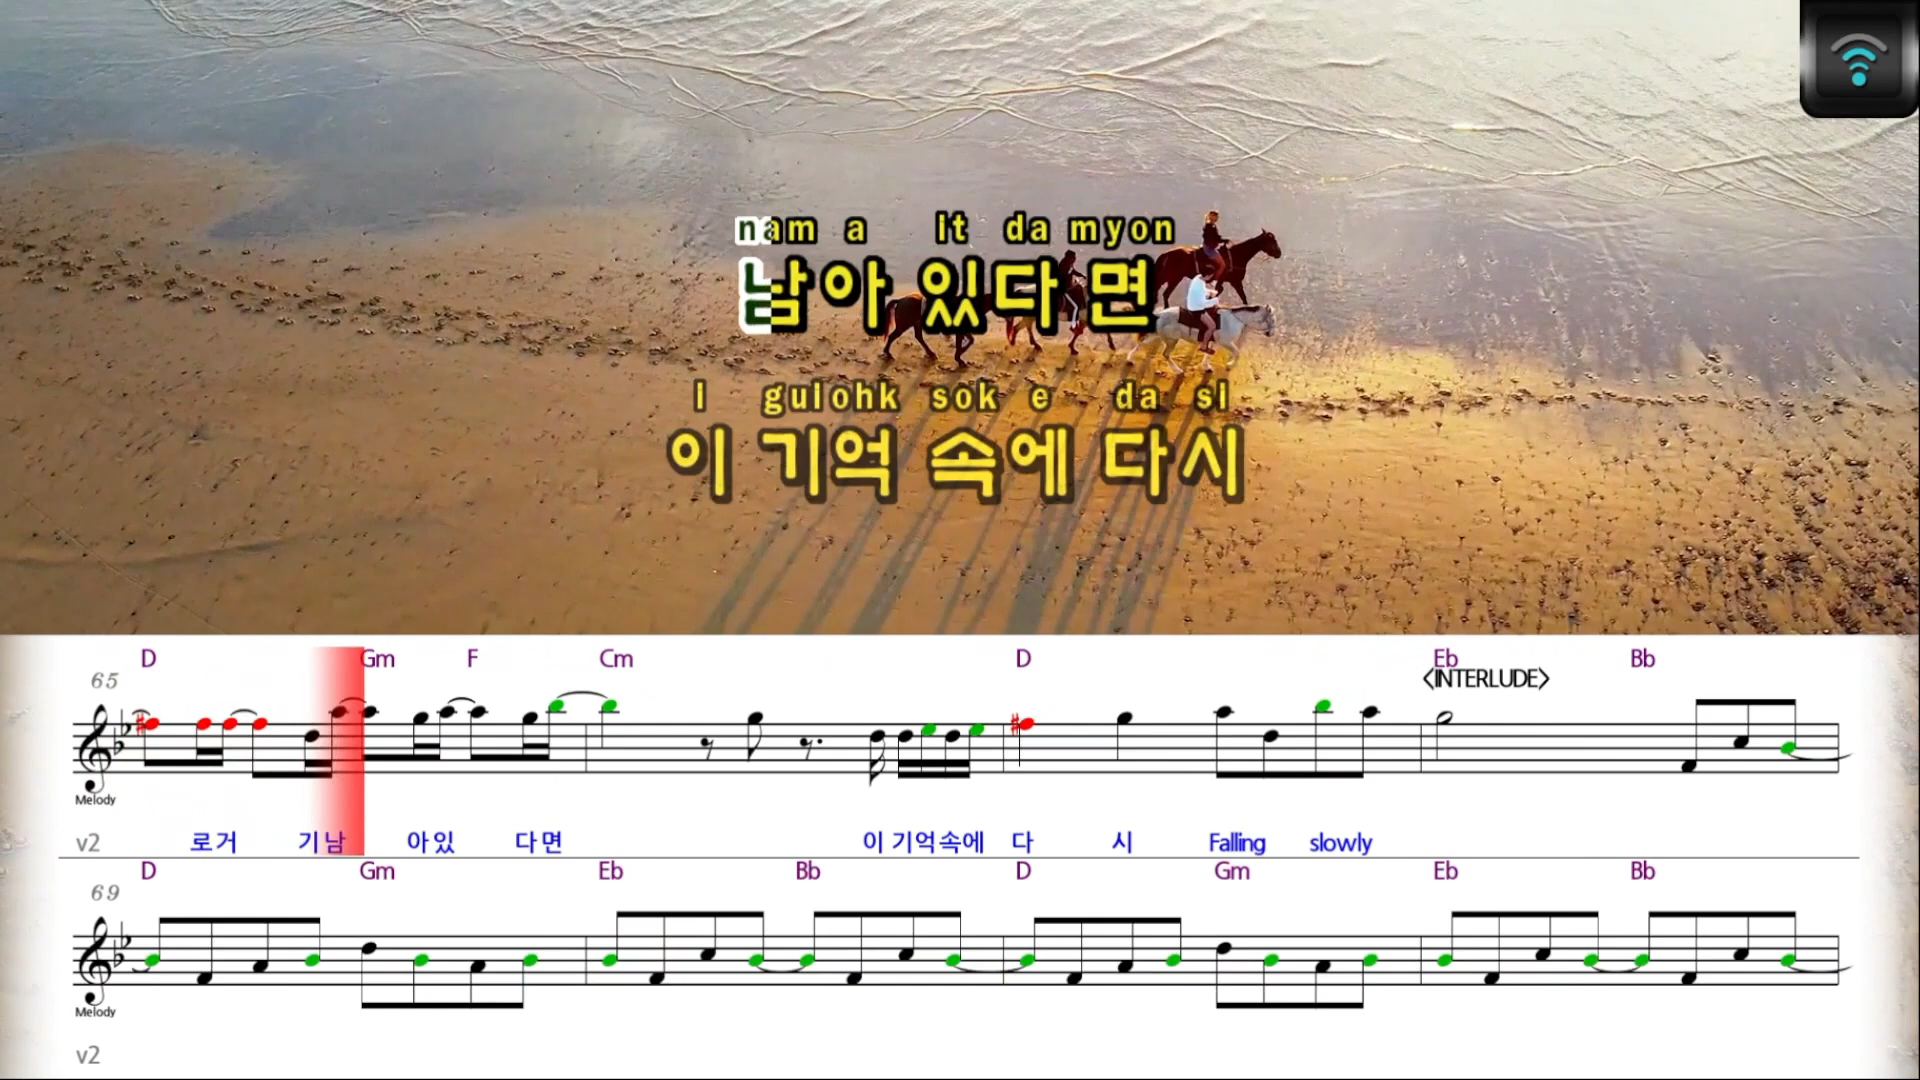 nam a It da myon
남아 있다면
I gulohk sok e da sI
이 기억 속에 다시
D Gm F Cm D Eb Bb
<INTERLUDE>
65
Melody
v2 로거 기남 아있 다면 이 기억속에 다 시 Falling slowly
D Gm Eb Bb D Gm Eb Bb
69
Melody
v2